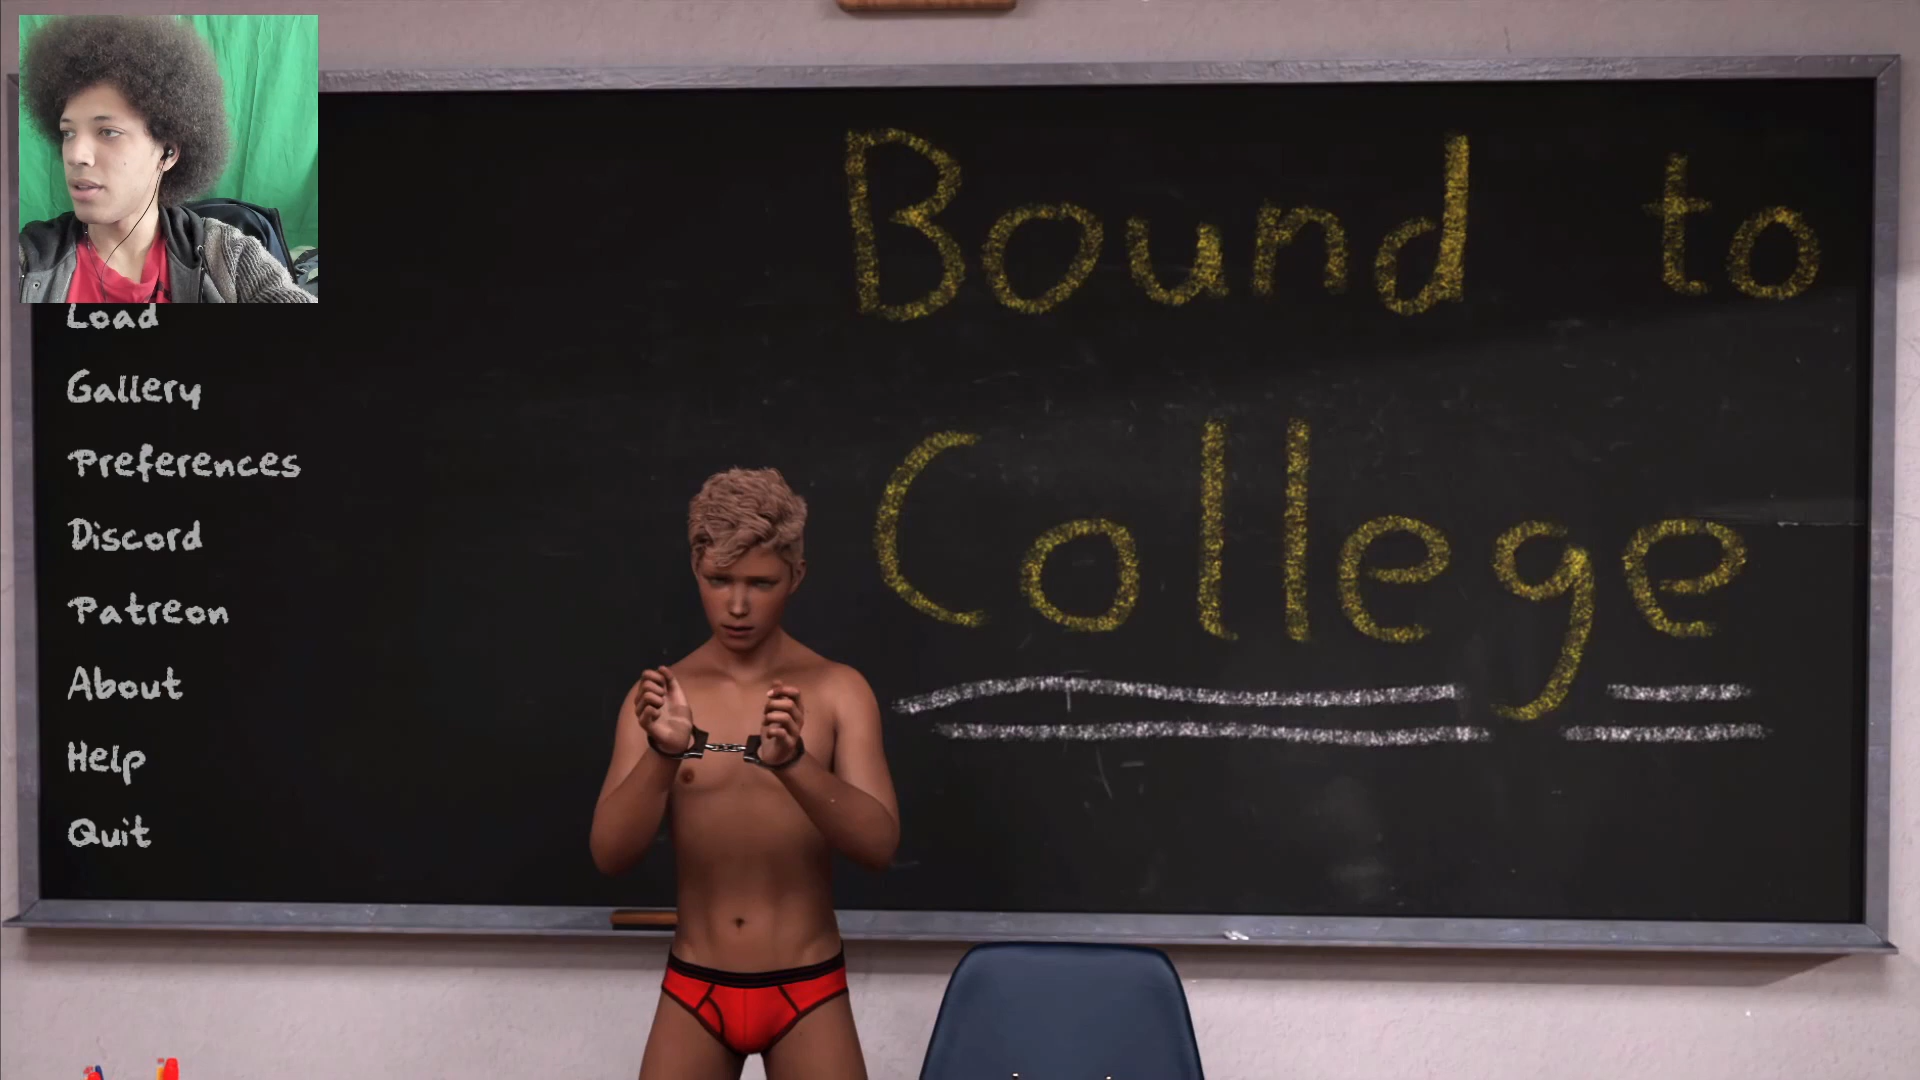 Bound to
College
Load
Gallery
Preferences
Discord
Patreon
About
Help
Quit